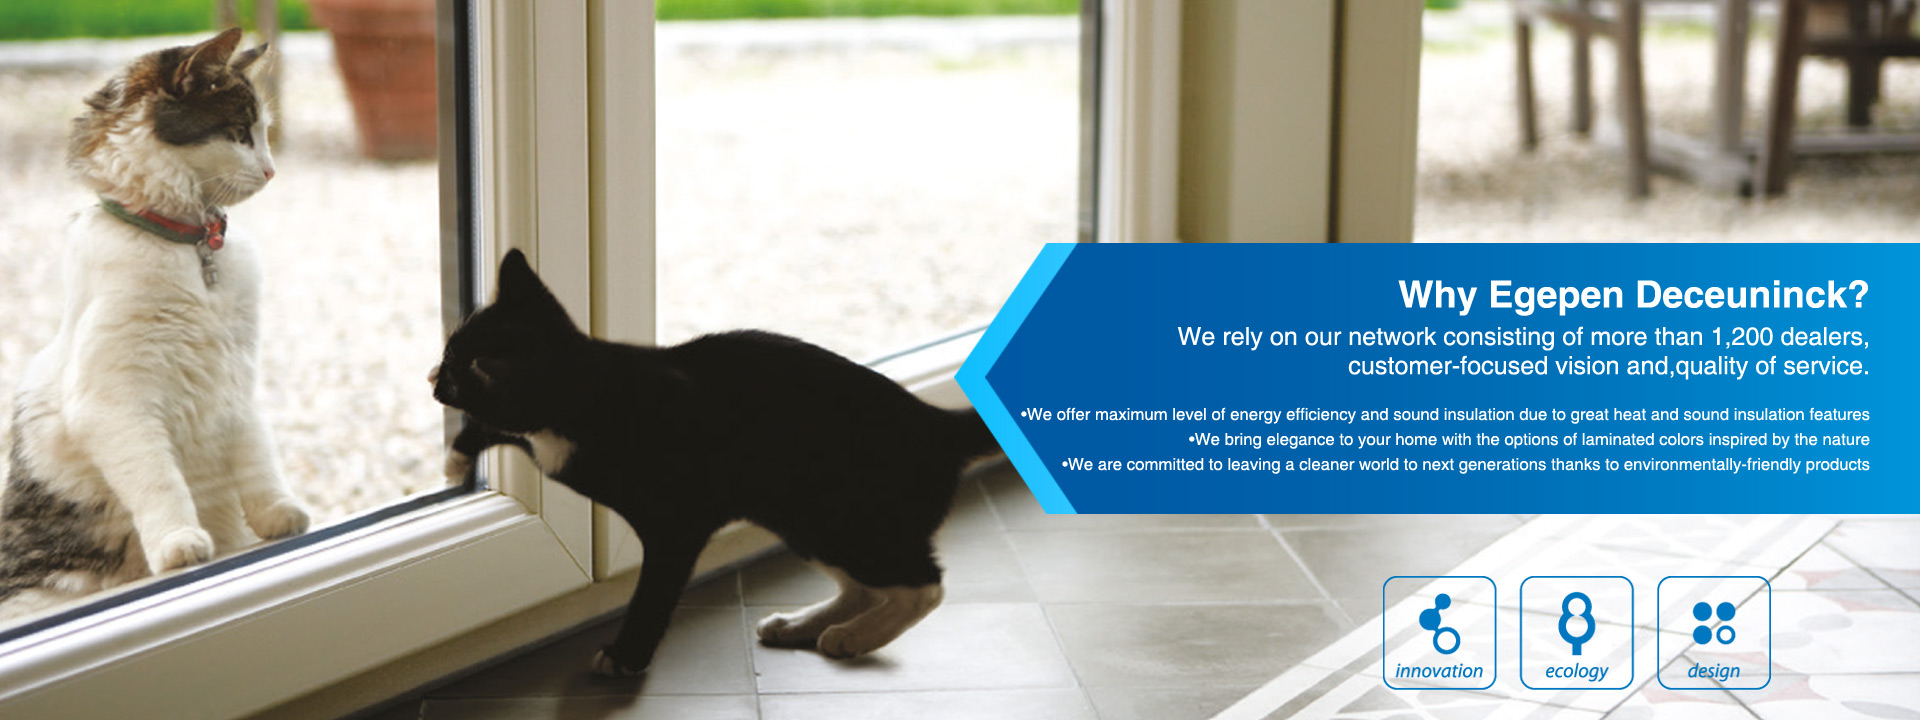 Why Egepen Deceuninck?
We rely on our network consisting of more than 1,200 dealers,
customer-focused vision and,quality of service.
•We offer maximum level of energy efficiency and sound insulation due to great heat and sound insulation features
•We bring elegance to your home with the options of laminated colors inspired by the nature
•We are committed to leaving a cleaner world to next generations thanks to environmentally-friendly products
innovation
ecology
design